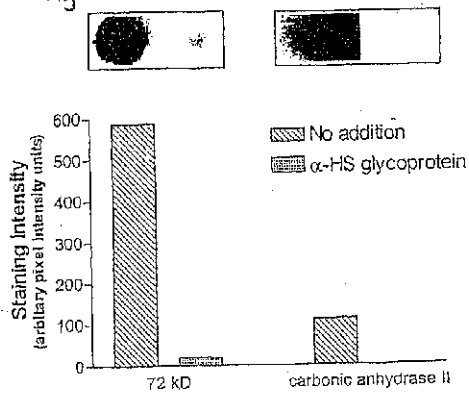 600
500
400
300
200
100
0
Staining Intensity
(arbitary pixel intensity units)
No addition
α-HS glycoprotein
72 kD
carbonic anhydrase II